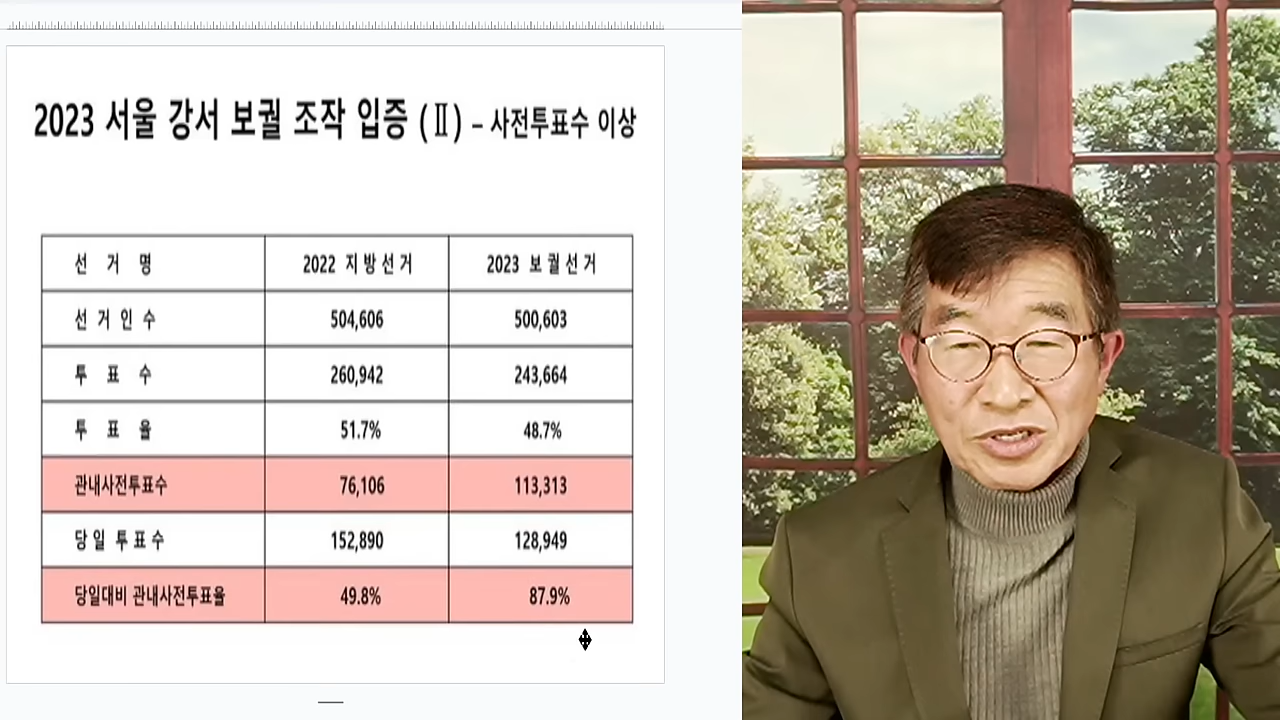 2023 서울 강서 보궐 조작 입증 (Ⅱ) – 사전투표수 이상
선 거 명 2022 지방선거 2023 보궐선거
선 거 인 수 504,606 500,603
투 표 수 260,942 243,664
투 표 율 51.7% 48.7%
관내사전투표수 76,106 113,313
당일 투표수 152,890 128,949
당일대비 관내사전투표율 49.8% 87.9%